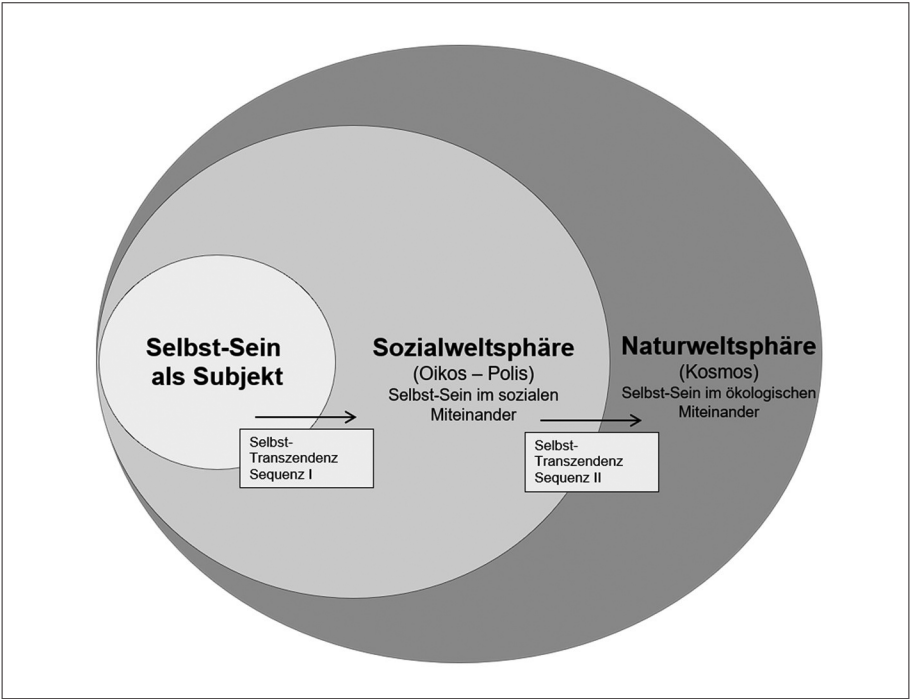 Selbst-Sein
als Subjekt
Sozialweltsphäre
(Oikos – Polis)
Selbst-Sein im sozialen
Miteinander
Naturweltsphäre
(Kosmos)
Selbst-Sein im ökologischen
Miteinander
Selbst-
Transzendenz
Sequenz I
Selbst-
Transzendenz
Sequenz II